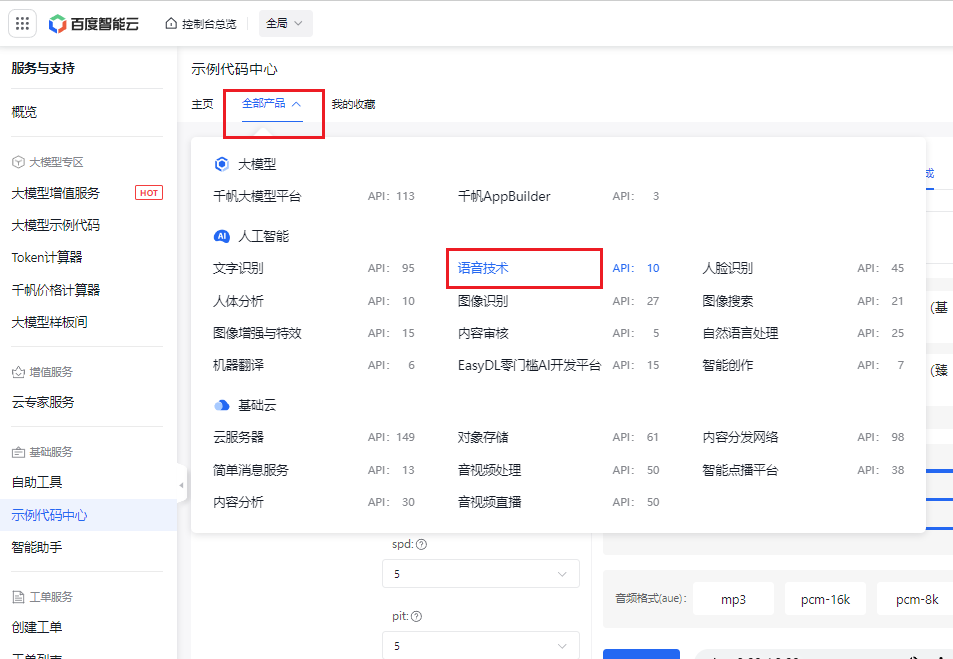 百度智能云 控制台总览 全局
服务与支持
概览
大模型专区
大模型增值服务 HOT
大模型示例代码
Token计算器
千帆价格计算器
大模型样板间
增值服务
云专家服务
基础服务
自助工具
示例代码中心
智能助手
工单服务
创建工单
工单列表
示例代码中心
主页 全部产品 我的收藏
大模型
千帆大模型平台 API: 113 千帆AppBuilder API: 3
AI 人工智能
文字识别 API: 95 语音技术 API: 10 人脸识别 API: 45
人体分析 API: 10 图像识别 API: 27 图像搜索 API: 21
图像增强与特效 API: 15 内容审核 API: 5 自然语言处理 API: 25
机器翻译 API: 6 EasyDL零门槛AI开发平台 API: 15 智能创作 API: 7
基础云
云服务器 API: 149 对象存储 API: 61 内容分发网络 API: 98
简单消息服务 API: 13 音视频处理 API: 50 智能点播平台 API: 38
内容分析 API: 30 音视频直播 API: 50
成
(基
(臻
spd:
5
pit:
5
音频格式(aue): mp3 pcm-16k pcm-8k